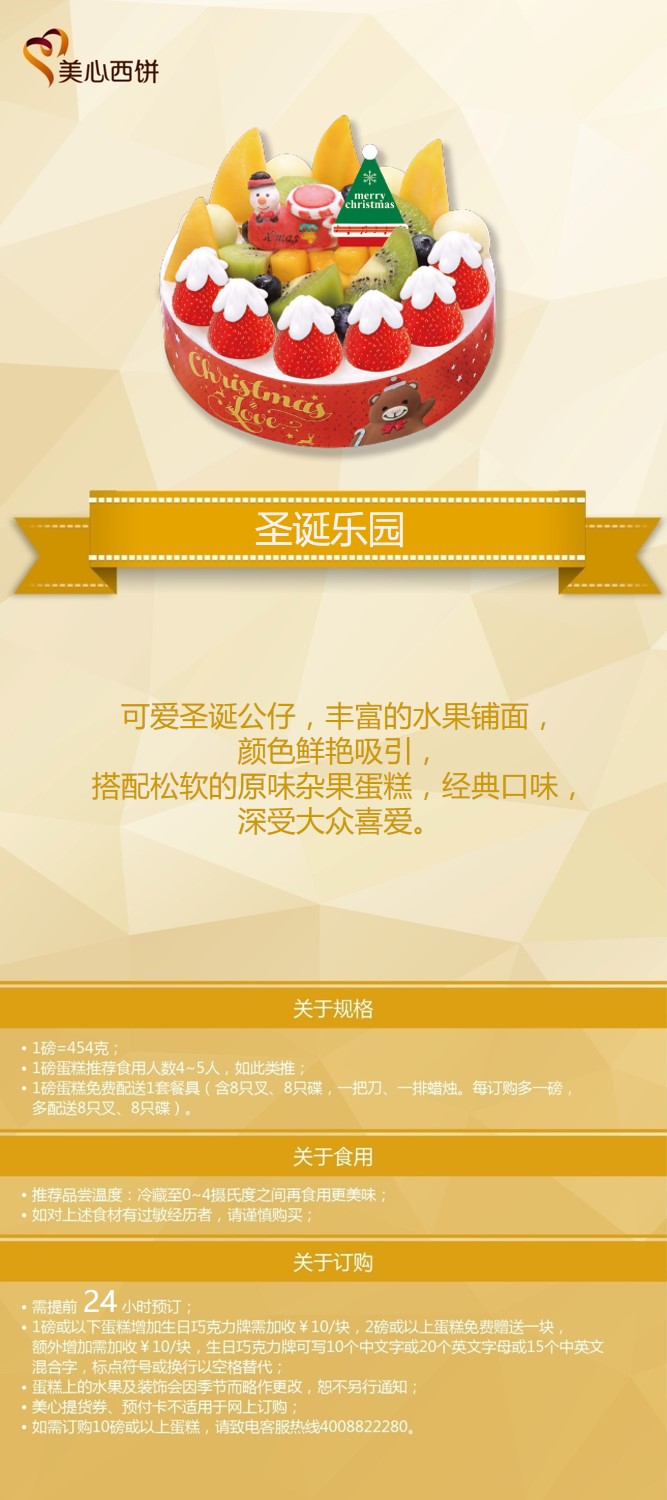 美心西饼
merry
christmas
X'mas
Christmas
Love
圣诞乐园
可爱圣诞公仔，丰富的水果铺面，
颜色鲜艳吸引，
搭配松软的原味杂果蛋糕，经典口味，
深受大众喜爱。
关于规格
• 1磅=454克；
• 1磅蛋糕推荐食用人数4~5人，如此类推；
• 1磅蛋糕免费配送1套餐具（含8只叉、8只碟，一把刀、一排蜡烛。每订购多一磅，
多配送8只叉、8只碟）。
关于食用
• 推荐品尝温度：冷藏至0~4摄氏度之间再食用更美味；
• 如对上述食材有过敏经历者，请谨慎购买；
关于订购
• 需提前 24 小时预订；
• 1磅或以下蛋糕增加生日巧克力牌需加收￥10/块，2磅或以上蛋糕免费赠送一块，
额外增加需加收￥10/块，生日巧克力牌可写10个中文字或20个英文字母或15个中英文
混合字，标点符号或换行以空格替代；
• 蛋糕上的水果及装饰会因季节而略作更改，恕不另行通知；
• 美心提货券、预付卡不适用于网上订购；
• 如需订购10磅或以上蛋糕，请致电客服热线4008822280。